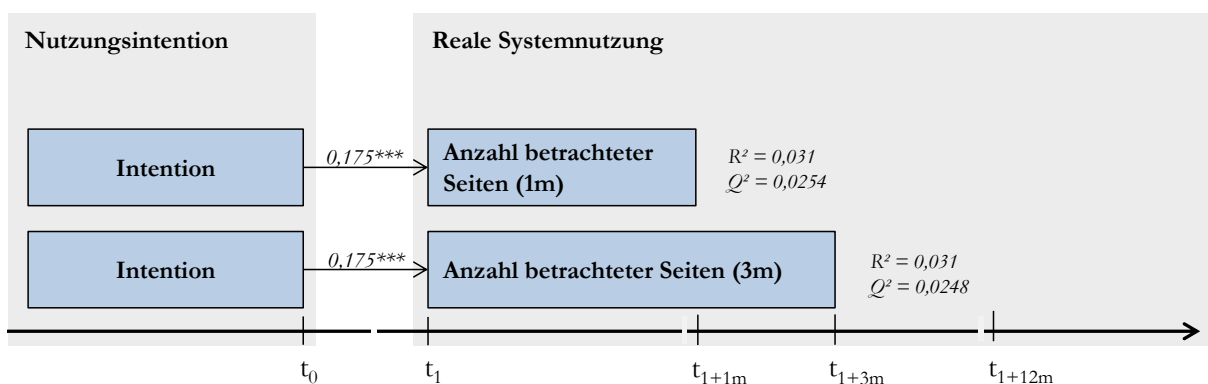 Nutzungsintention
Reale Systemnutzung
Intention
0,175***
Anzahl betrachteter
Seiten (1m)
R² = 0,031
Q² = 0,0254
Intention
0,175***
Anzahl betrachteter Seiten (3m)
R² = 0,031
Q² = 0,0248
t₀
t₁
t₁₊₁ₘ
t₁₊₃ₘ
t₁₊₁₂ₘ